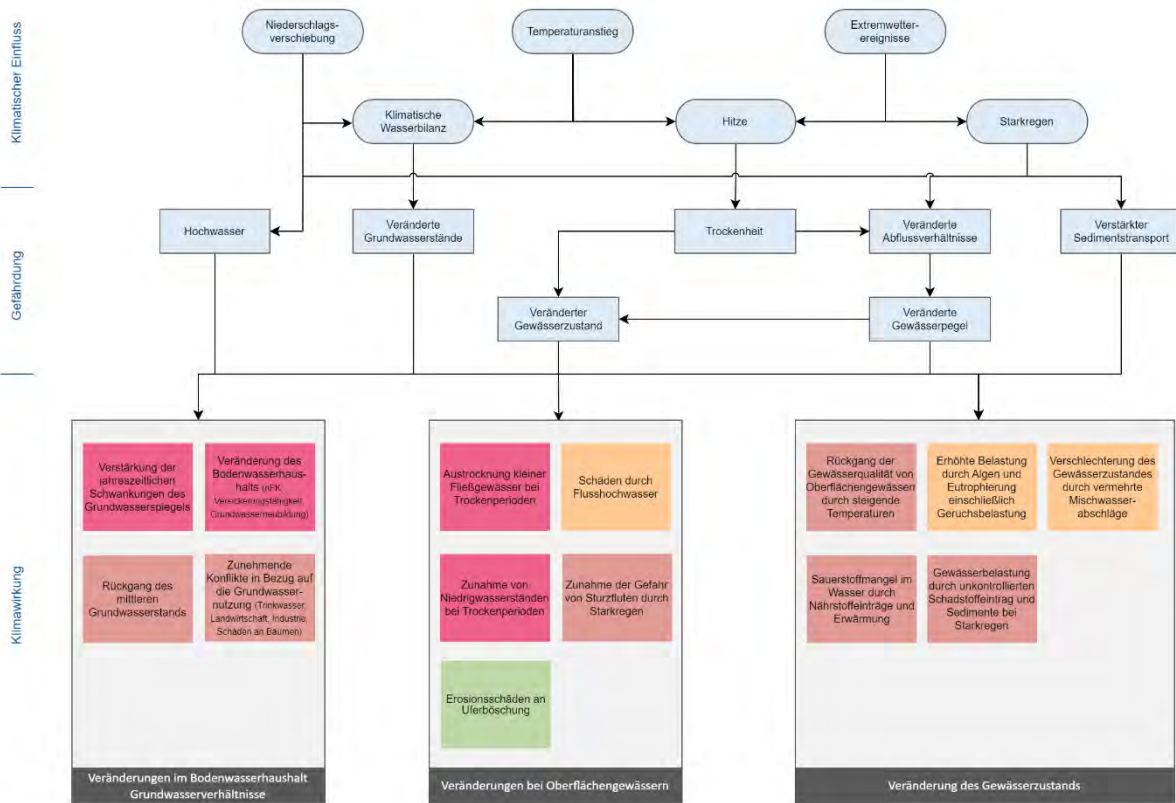 Klimatischer Einfluss
Niederschlags-
verschiebung
Temperaturanstieg
Extremwetter-
ereignisse
Klimatische
Wasserbilanz
Hitze
Starkregen
Gefährdung
Hochwasser
Veränderte
Grundwasserstände
Trockenheit
Veränderte
Abflussverhältnisse
Verstärkter
Sedimentstransport
Veränderter
Gewässerzustand
Veränderte
Gewässerpegel
Klimawirkung
Verstärkung der
jahreszeitlichen
Schwankungen des
Grundwasserspiegels
Veränderung des
Bodenwasserhaus-
halts (nFK,
Versickerungsfähigkeit,
Grundwasserneubildung)
Rückgang des
mittleren
Grundwasserstands
Zunehmende
Konflikte in Bezug auf
die Grundwasser-
nutzung (Trinkwasser,
Landwirtschaft, Industrie,
Schäden an Bäumen)
Veränderungen im Bodenwasserhaushalt
Grundwasserverhältnisse
Austrocknung kleiner
Fließgewässer bei
Trockenperioden
Schäden durch
Flusshochwasser
Zunahme von
Niedrigwasserständen
bei Trockenperioden
Zunahme der Gefahr
von Sturzfluten durch
Starkregen
Erosionsschäden an
Uferböschung
Veränderungen bei Oberflächengewässern
Rückgang der
Gewässerqualität von
Oberflächengewässern
durch steigende
Temperaturen
Erhöhte Belastung
durch Algen und
Eutrophierung
einschließlich
Geruchsbelastung
Verschlechterung des
Gewässerzustandes
durch vermehrte
Mischwasser-
abschläge
Sauerstoffmangel im
Wasser durch
Nährstoffeinträge und
Erwärmung
Gewässerbelastung
durch unkontrollierten
Schadstoffeintrag und
Sedimente bei
Starkregen
Veränderung des Gewässerzustands